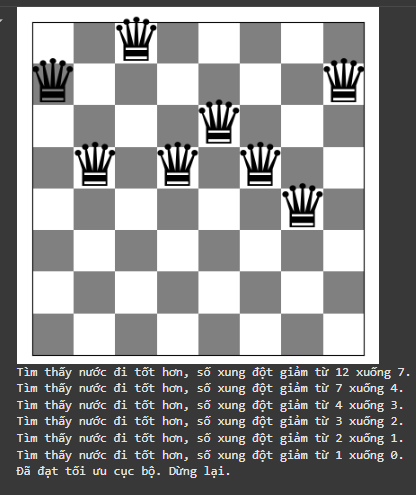 Tìm thấy nước đi tốt hơn, số xung đột giảm từ 12 xuống 7.
Tìm thấy nước đi tốt hơn, số xung đột giảm từ 7 xuống 4.
Tìm thấy nước đi tốt hơn, số xung đột giảm từ 4 xuống 3.
Tìm thấy nước đi tốt hơn, số xung đột giảm từ 3 xuống 2.
Tìm thấy nước đi tốt hơn, số xung đột giảm từ 2 xuống 1.
Tìm thấy nước đi tốt hơn, số xung đột giảm từ 1 xuống 0.
Đã đạt tối ưu cục bộ. Dừng lại.